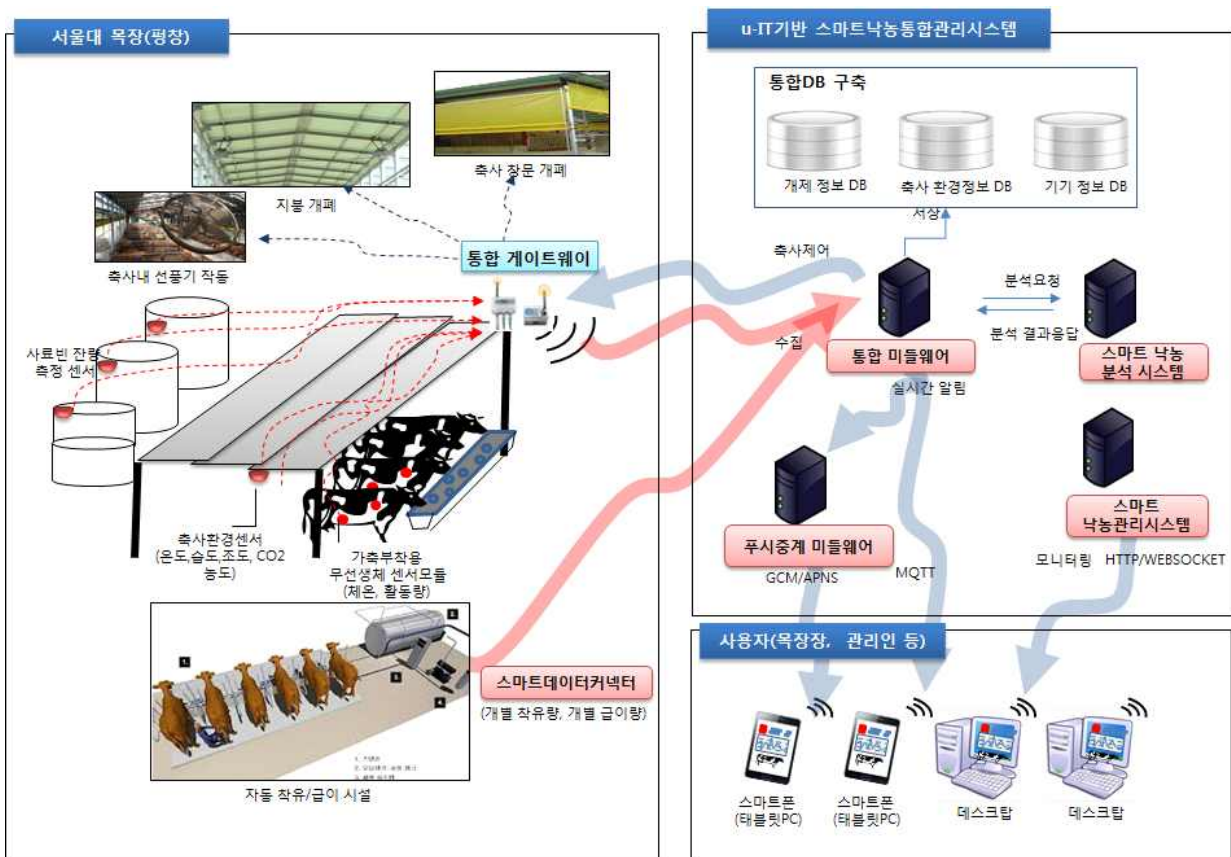 서울대 목장(평창)
축사 창문 개폐
지붕 개폐
축사내 선풍기 작동
통합 게이트웨이
사료빈 잔량
측정 센서
축사환경센서
(온도,습도,조도, CO2
농도)
가축부착용
무선생체 센서모듈
(체온, 활동량)
1.
2.
3.
4.
스마트데이터커넥터
(개별 착유량, 개별 급이량)
자동 착유/급이 시설
u-IT기반 스마트낙농통합관리시스템
통합DB 구축
개제 정보 DB
축사 환경정보 DB
기기 정보 DB
저장
축사제어
수집
통합 미들웨어
분석요청
분석 결과응답
스마트 낙농
분석 시스템
실시간 알림
푸시중계 미들웨어
GCM/APNS
MQTT
스마트
낙농관리시스템
모니터링 HTTP/WEBSOCKET
사용자(목장장, 관리인 등)
스마트폰
(태블릿PC)
스마트폰
(태블릿PC)
데스크탑
데스크탑